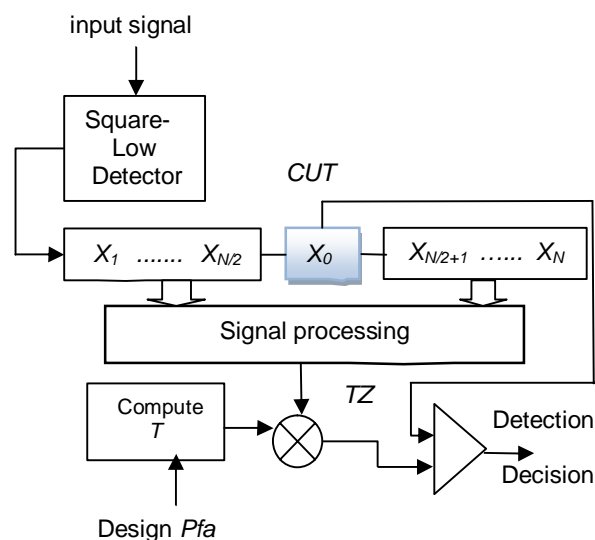 input signal
Square-
Low
Detector
CUT
X1 ....... XN/2
X0
XN/2+1 ...... XN
Signal processing
Compute
T
TZ
Detection
Decision
Design Pfa